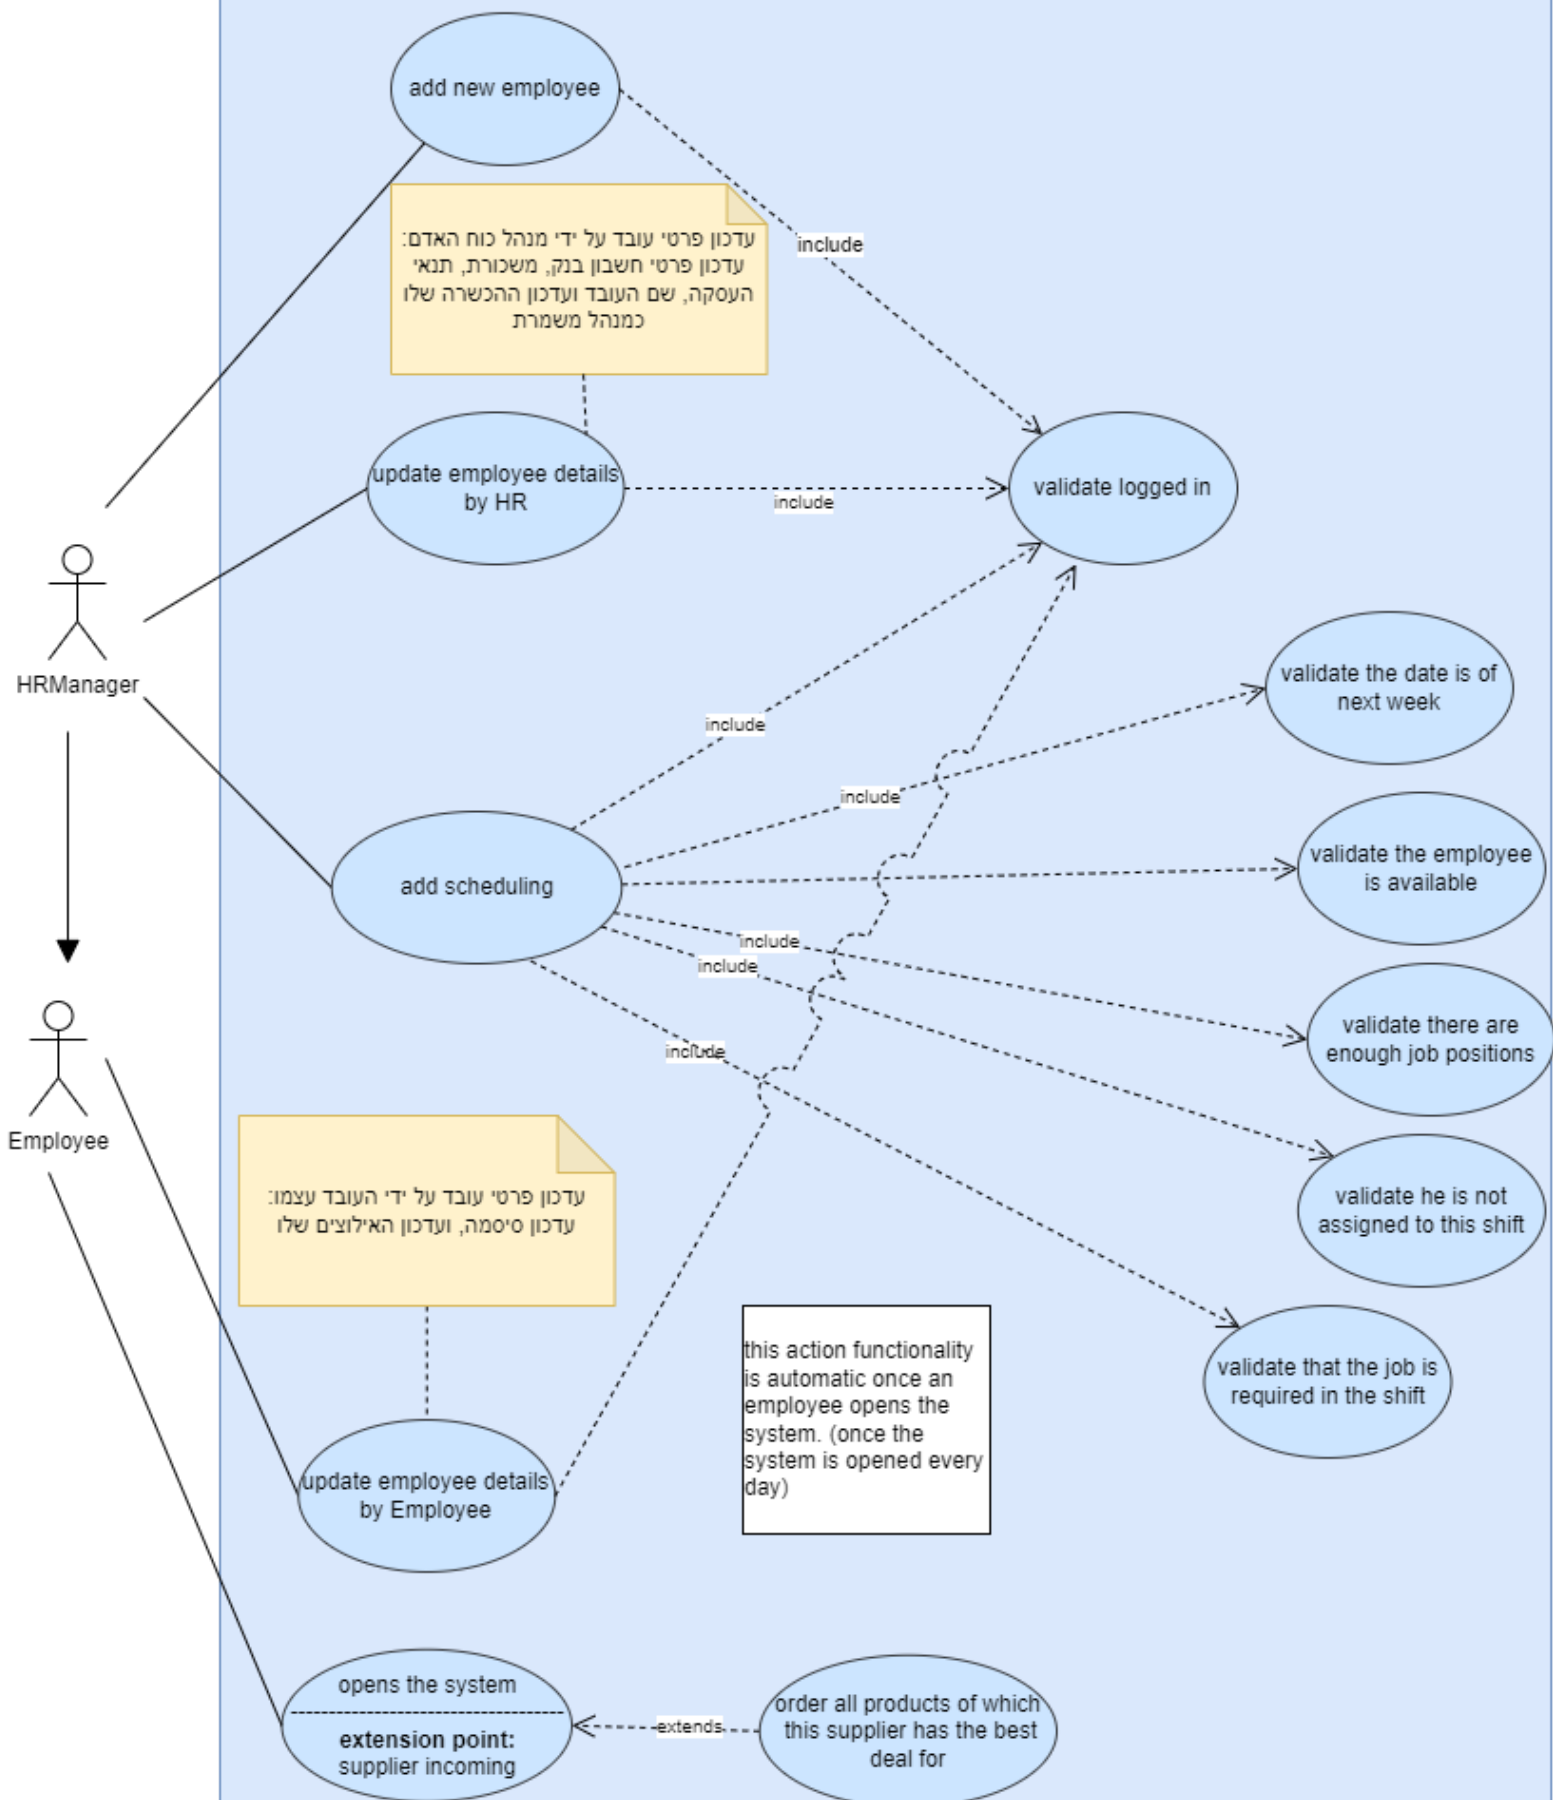 add new employee
עדכון פרטי עובד על ידי מנהל כוח האדם:
עדכון פרטי חשבון בנק, משכורת, תנאי
העסקה, שם העובד ועדכון ההכשרה שלו
כמנהל משמרת
include
update employee details
by HR
include
validate logged in
HRManager
include
validate the date is of
next week
include
add scheduling
validate the employee
is available
include
include
validate there are
enough job positions
include
Employee
עדכון פרטי עובד על ידי העובד עצמו:
עדכון סיסמה, ועדכון האילוצים שלו
validate he is not
assigned to this shift
this action functionality
is automatic once an
employee opens the
system. (once the
system is opened every
day)
validate that the job is
required in the shift
update employee details
by Employee
opens the system
extension point:
supplier incoming
extends
order all products of which
this supplier has the best
deal for